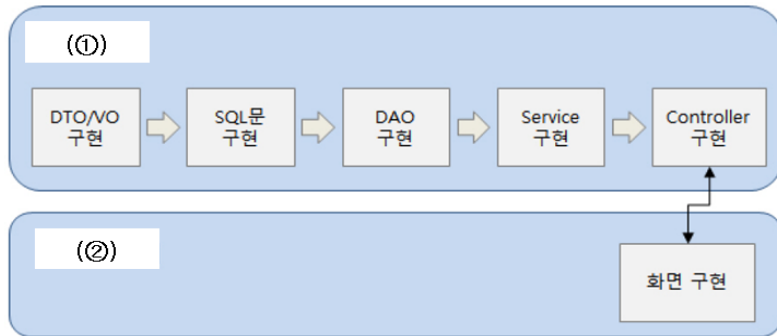 (①)
DTO/VO
구현
SQL문
구현
DAO
구현
Service
구현
Controller
구현
(②)
화면 구현